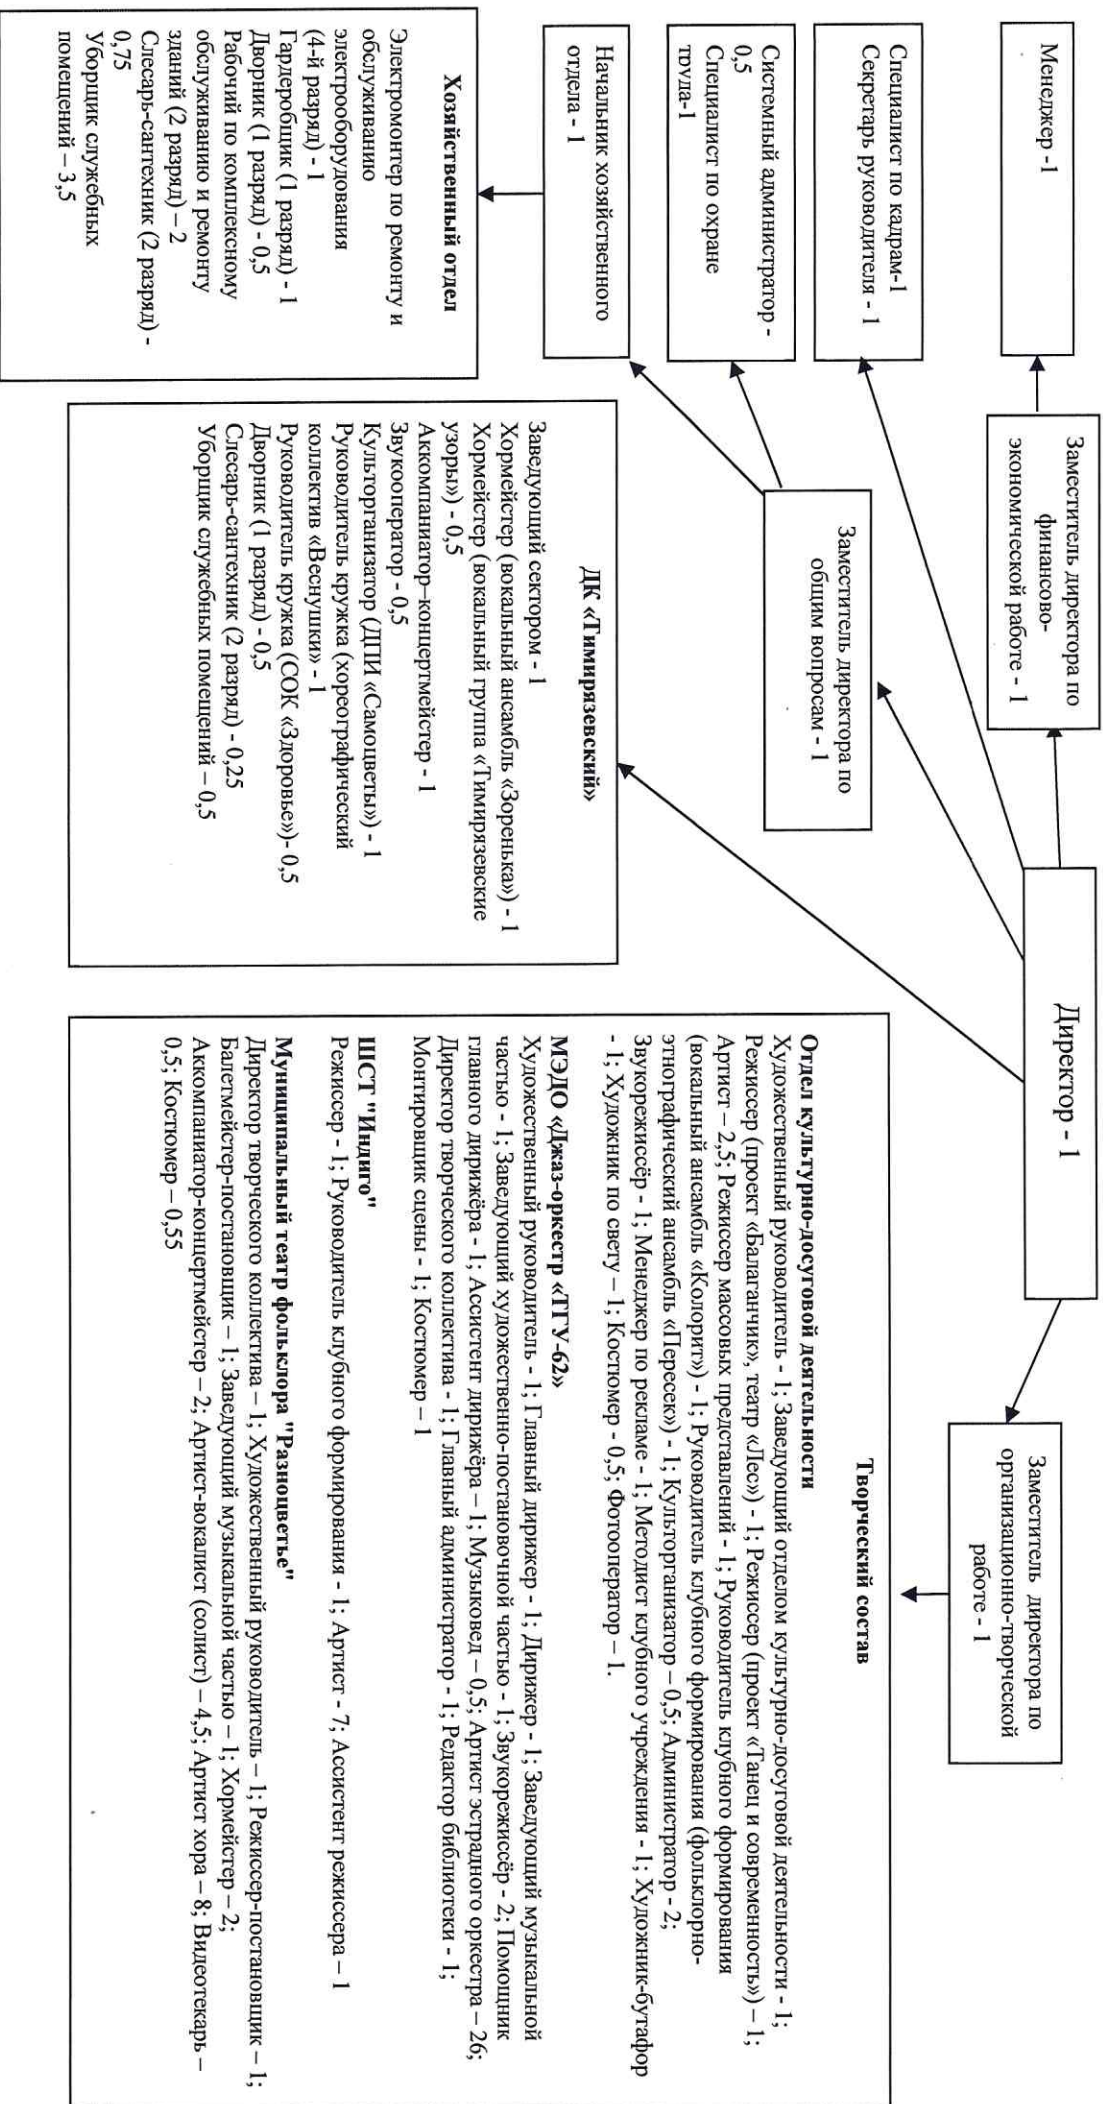 Директор - 1
Заместитель директора по
финансово-
экономической работе - 1
Менеджер -1
Специалист по кадрам-1
Секретарь руководителя - 1
Заместитель директора по
общим вопросам - 1
Системный администратор -
0,5
Специалист по охране
труда-1
Начальник хозяйственного
отдела - 1
Хозяйственный отдел
Электромонтер по ремонту и
обслуживанию
электрооборудования
(4-й разряд) - 1
Гардеробщик (1 разряд) - 1
Дворник (1 разряд) - 0,5
Рабочий по комплексному
обслуживанию и ремонту
зданий (2 разряд) – 2
Слесарь-сантехник (2 разряд) -
0,75
Уборщик служебных
помещений – 3,5
ДК «Тимирязевский»
Заведующий сектором - 1
Хормейстер (вокальный ансамбль «Зоренька») - 1
Хормейстер (вокальный группа «Тимирязевские
узоры») - 0,5
Аккомпаниатор–концертмейстер - 1
Звукооператор - 0,5
Культорганизатор (ДПИ «Самоцветы») - 1
Руководитель кружка (хореографический
коллектив «Веснушки» - 1
Руководитель кружка (СОК «Здоровье»)- 0,5
Дворник (1 разряд) - 0,5
Слесарь-сантехник (2 разряд) - 0,25
Уборщик служебных помещений – 0,5
Заместитель директора по
организационно-творческой
работе - 1
Творческий состав
Отдел культурно-досуговой деятельности
Художественный руководитель - 1; Заведующий отделом культурно-досуговой деятельности - 1;
Режиссер (проект «Балаганчик», театр «Лес») - 1; Режиссер (проект «Танец и современность») – 1;
Артист – 2,5; Режиссер массовых представлений - 1; Руководитель клубного формирования
(вокальный ансамбль «Колорит») - 1; Руководитель клубного формирования (фольклорно-
этнографический ансамбль «Пересек») - 1; Культорганизатор – 0,5; Администратор - 2;
Звукорежиссёр - 1; Менеджер по рекламе - 1; Методист клубного учреждения - 1; Художник-бутафор
- 1; Художник по свету – 1; Костюмер - 0,5; Фотооператор – 1.
МЭДО «Джаз-оркестр «ТГУ-62»
Художественный руководитель - 1; Главный дирижер - 1; Дирижер - 1; Заведующий музыкальной
частью - 1; Заведующий художественно-постановочной частью - 1; Звукорежиссёр - 2; Помощник
главного дирижёра - 1; Ассистент дирижёра – 1; Музыковед – 0,5; Артист эстрадного оркестра – 26;
Директор творческого коллектива - 1; Главный администратор - 1; Редактор библиотеки - 1;
Монтировщик сцены - 1; Костюмер – 1
ШСТ "Индиго"
Режиссер - 1; Руководитель клубного формирования - 1; Артист - 7; Ассистент режиссера – 1
Муниципальный театр фольклора "Разноцветье"
Директор творческого коллектива – 1; Художественный руководитель – 1; Режиссер-постановщик – 1;
Балетмейстер-постановщик – 1; Заведующий музыкальной частью – 1; Хормейстер – 2;
Аккомпаниатор-концертмейстер – 2; Артист-вокалист (солист) – 4,5; Артист хора – 8; Видеотекарь –
0,5; Костюмер – 0,55